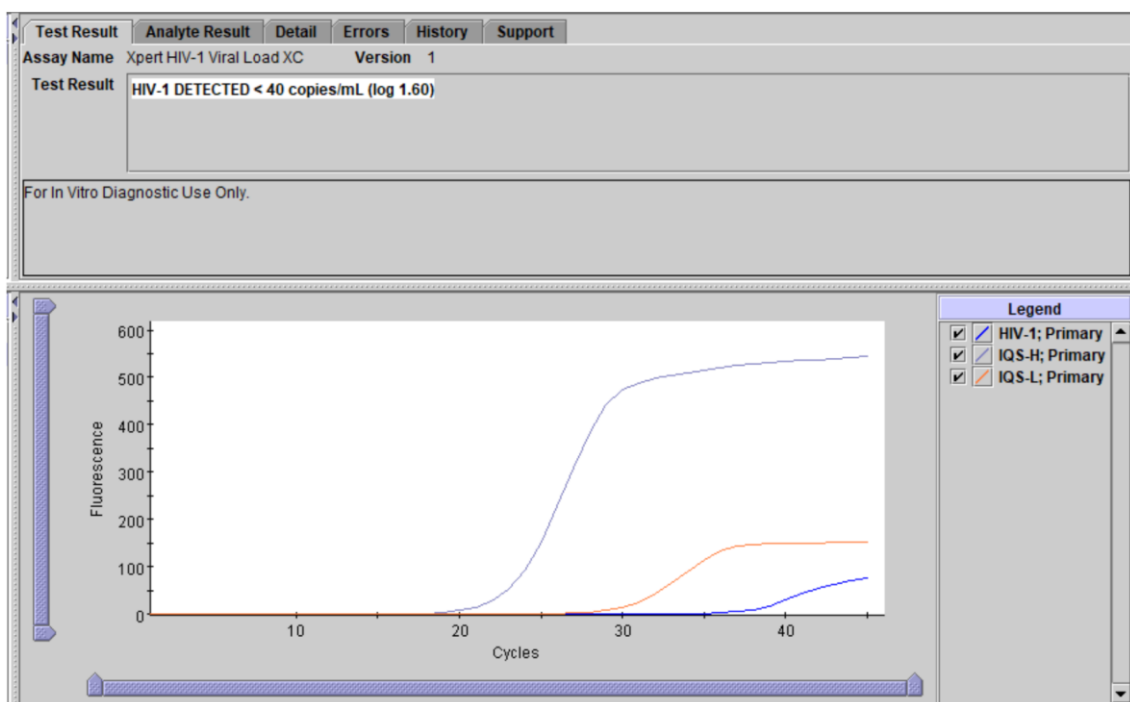 Test Result Analyte Result Detail Errors History Support
Assay Name Xpert HIV-1 Viral Load XC Version 1
Test Result HIV-1 DETECTED < 40 copies/mL (log 1.60)
For In Vitro Diagnostic Use Only.
Legend
HIV-1; Primary
IQS-H; Primary
IQS-L; Primary
600
500
400
300
200
100
0
Fluorescence
10 20 30 40
Cycles